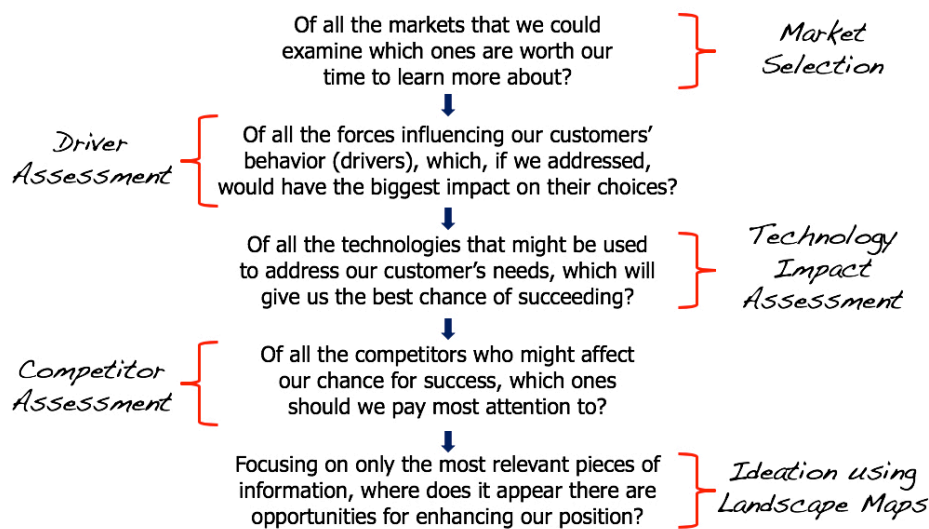 Of all the markets that we could
examine which ones are worth our
time to learn more about?
Market
Selection
Driver
Assessment
Of all the forces influencing our customers'
behavior (drivers), which, if we addressed,
would have the biggest impact on their choices?
Of all the technologies that might be used
to address our customer's needs, which will
give us the best chance of succeeding?
Technology
Impact
Assessment
Competitor
Assessment
Of all the competitors who might affect
our chance for success, which ones
should we pay most attention to?
Focusing on only the most relevant pieces of
information, where does it appear there are
opportunities for enhancing our position?
Ideation using
Landscape Maps